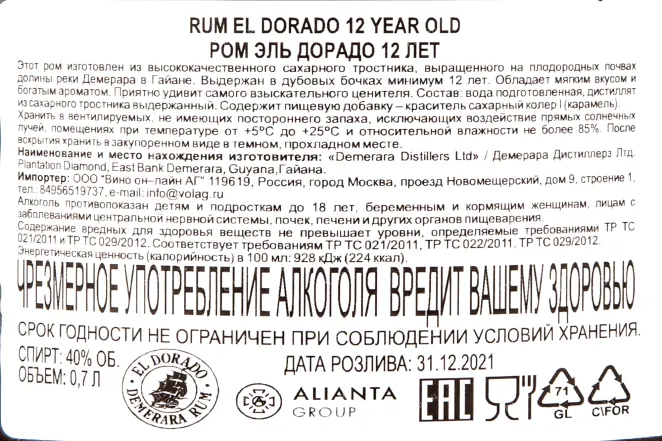 RUM EL DORADO 12 YEAR OLD
РОМ ЭЛЬ ДОРАДО 12 ЛЕТ
Этот ром изготовлен из высококачественного сахарного тростника, выращенного на плодородных почвах
долины реки Демерара в Гайане. Выдержан в дубовых бочках минимум 12 лет. Обладает мягким вкусом и
богатым ароматом. Приятно удивит самого взыскательного ценителя. Состав: вода подготовленная, дистиллят
из сахарного тростника выдержанный. Содержит пищевую добавку – краситель сахарный колер I (карамель).
Хранить в вентилируемых, не имеющих постороннего запаха, исключающих воздействие прямых солнечных
лучей, помещениях при температуре от +5°С до +25°С и относительной влажности не более 85%. После
вскрытия хранить в закупоренном виде в темном, прохладном месте.
Наименование и место нахождения изготовителя: «Demerara Distillers Ltd» / Демерара Дистиллерз Лтд.
Plantation Diamond, East Bank Demerara, Guyana,Гайана.
Импортер: ООО "Вино он–лайн АГ" 119619, Россия, город Москва, проезд Новомещерский, дом 9, строение 1,
тел.: 84956519737, e-mail: info@volag.ru
Алкоголь противопоказан детям и подросткам до 18 лет, беременным и кормящим женщинам, лицам с
заболеваниями центральной нервной системы, почек, печени и других органов пищеварения.
Содержание вредных для здоровья веществ не превышает уровни, определяемые требованиями ТР ТС
021/2011 и ТР ТС 029/2012. Соответствует требованиям ТР ТС 021/2011, ТР ТС 022/2011, ТР ТС 029/2012.
Энергетическая ценность (калорийность) в 100 мл: 928 кДж (224 ккал).
ЧРЕЗМЕРНОЕ УПОТРЕБЛЕНИЕ АЛКОГОЛЯ ВРЕДИТ ВАШЕМУ ЗДОРОВЬЮ
СРОК ГОДНОСТИ НЕ ОГРАНИЧЕН ПРИ СОБЛЮДЕНИИ УСЛОВИЙ ХРАНЕНИЯ.
СПИРТ: 40% ОБ.
ОБЪЕМ: 0,7 Л
ДАТА РОЗЛИВА: 31.12.2021
EL DORADO
DEMERARA RUM
ALIANTA
GROUP
EAC
71
GL
C\FOR